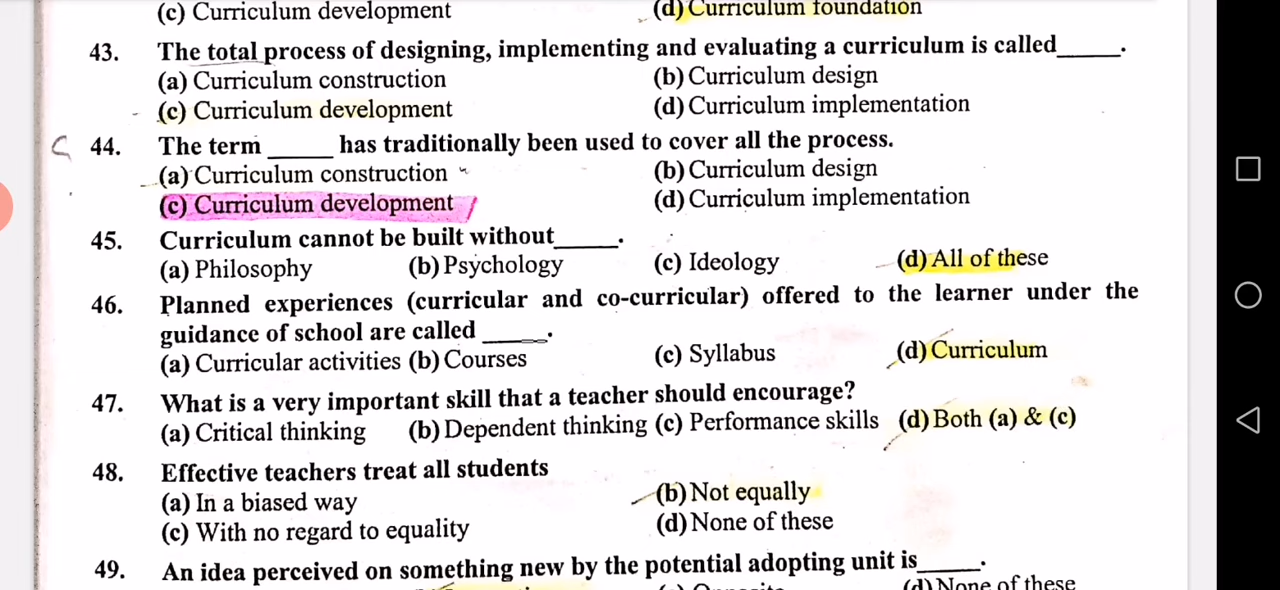 (c) Curriculum development (d) Curriculum foundation
43. The total process of designing, implementing and evaluating a curriculum is called_____.
(a) Curriculum construction (b) Curriculum design
(c) Curriculum development (d) Curriculum implementation
44. The term _____ has traditionally been used to cover all the process.
(a) Curriculum construction (b) Curriculum design
(c) Curriculum development (d) Curriculum implementation
45. Curriculum cannot be built without_____.
(a) Philosophy (b) Psychology (c) Ideology (d) All of these
46. Planned experiences (curricular and co-curricular) offered to the learner under the
guidance of school are called _____.
(a) Curricular activities (b) Courses (c) Syllabus (d) Curriculum
47. What is a very important skill that a teacher should encourage?
(a) Critical thinking (b) Dependent thinking (c) Performance skills (d) Both (a) & (c)
48. Effective teachers treat all students
(a) In a biased way (b) Not equally
(c) With no regard to equality (d) None of these
49. An idea perceived on something new by the potential adopting unit is_____.
(d) None of these